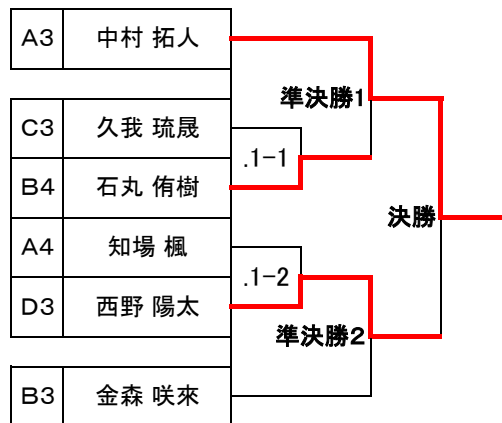 A3 中村 拓人
準決勝1
C3 久我 琉晟
.1-1
B4 石丸 侑樹
決勝
A4 知場 楓
.1-2
D3 西野 陽太
準決勝2
B3 金森 咲來